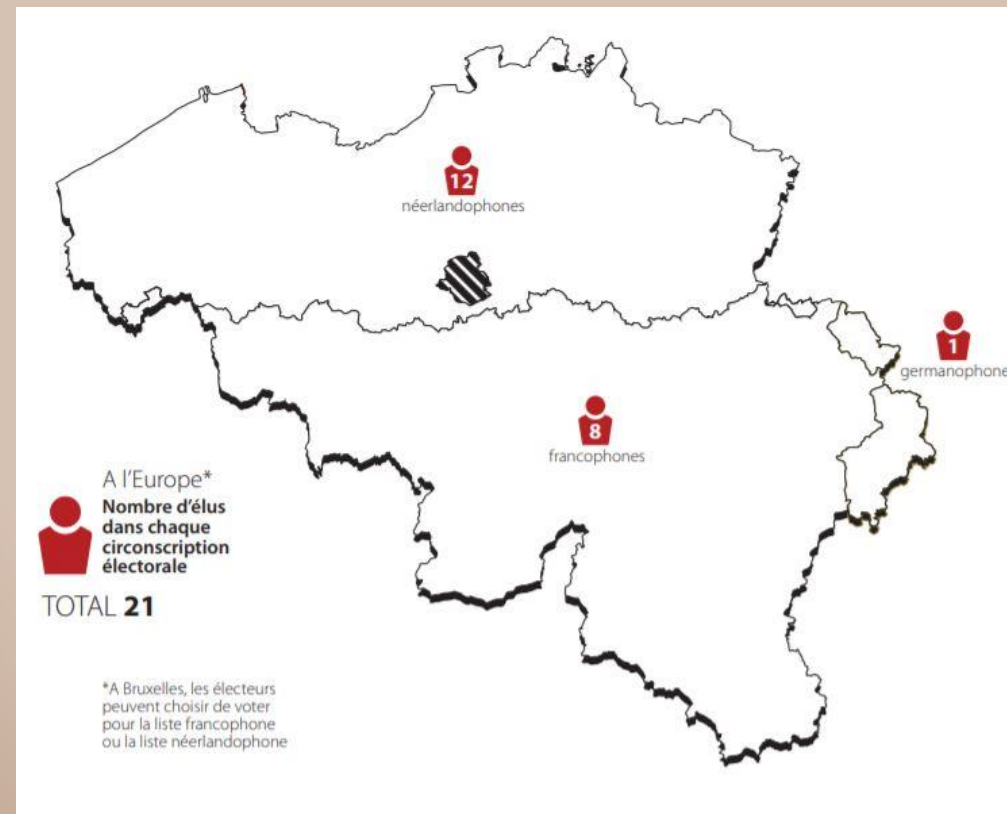 12
néerlandophones
1
germanophone
8
francophones
A l'Europe*
Nombre d'élus
dans chaque
circonscription
électorale
TOTAL 21
*A Bruxelles, les électeurs
peuvent choisir de voter
pour la liste francophone
ou la liste néerlandophone